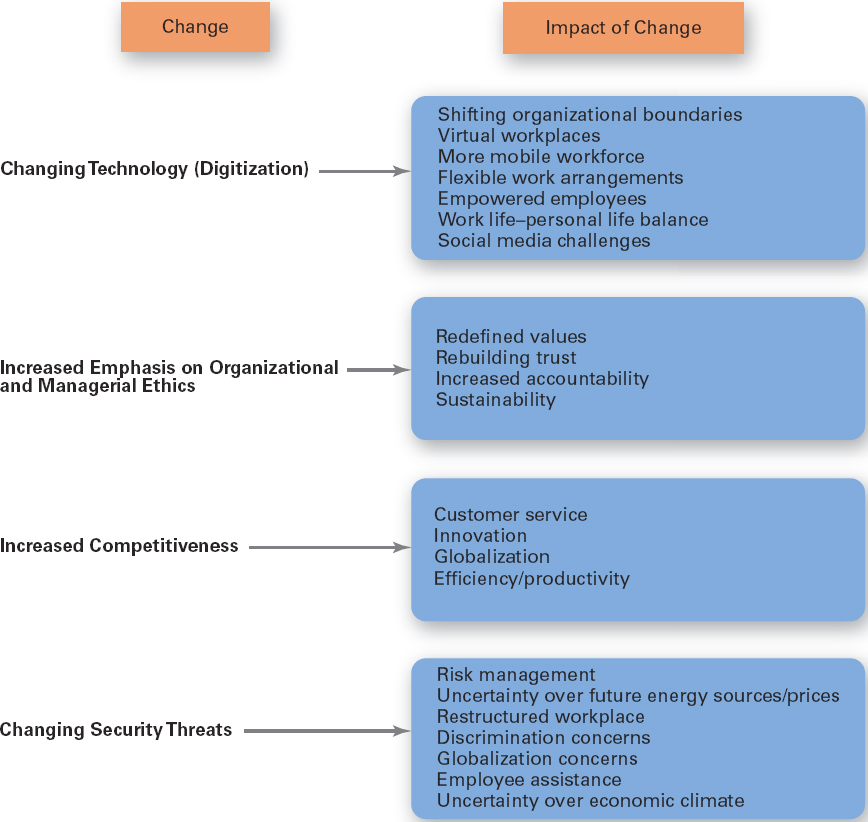 Change
Impact of Change
Changing Technology (Digitization)
Shifting organizational boundaries
Virtual workplaces
More mobile workforce
Flexible work arrangements
Empowered employees
Work life–personal life balance
Social media challenges
Increased Emphasis on Organizational
and Managerial Ethics
Redefined values
Rebuilding trust
Increased accountability
Sustainability
Increased Competitiveness
Customer service
Innovation
Globalization
Efficiency/productivity
Changing Security Threats
Risk management
Uncertainty over future energy sources/prices
Restructured workplace
Discrimination concerns
Globalization concerns
Employee assistance
Uncertainty over economic climate